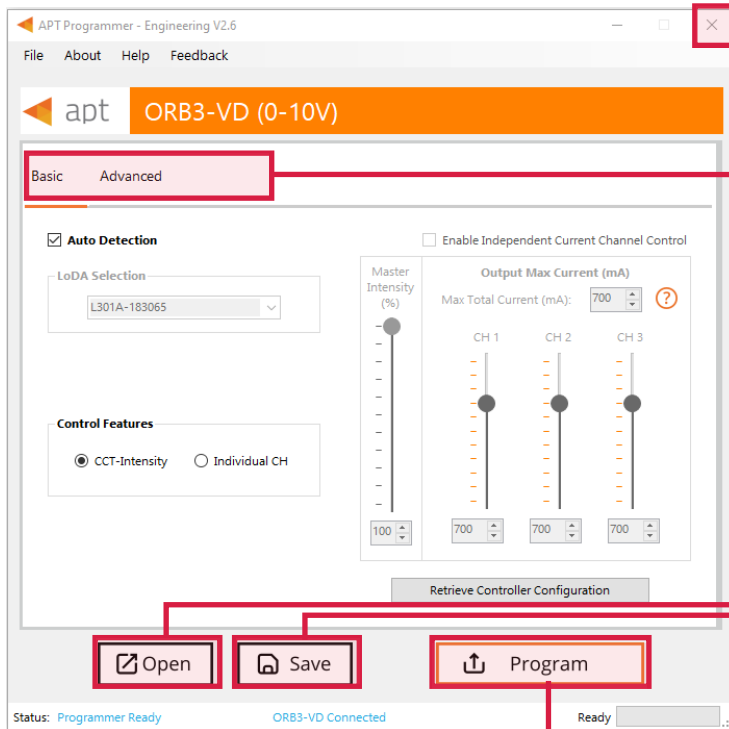 APT Programmer - Engineering V2.6
File About Help Feedback
apt ORB3-VD (0-10V)
Basic Advanced
Auto Detection
Enable Independent Current Channel Control
LoDA Selection
L301A-183065
Master Intensity (%)
Output Max Current (mA)
Max Total Current (mA): 700 ?
CH 1 CH 2 CH 3
Control Features
CCT-Intensity Individual CH
100 700 700 700
Retrieve Controller Configuration
Open Save Program
Status: Programmer Ready ORB3-VD Connected Ready